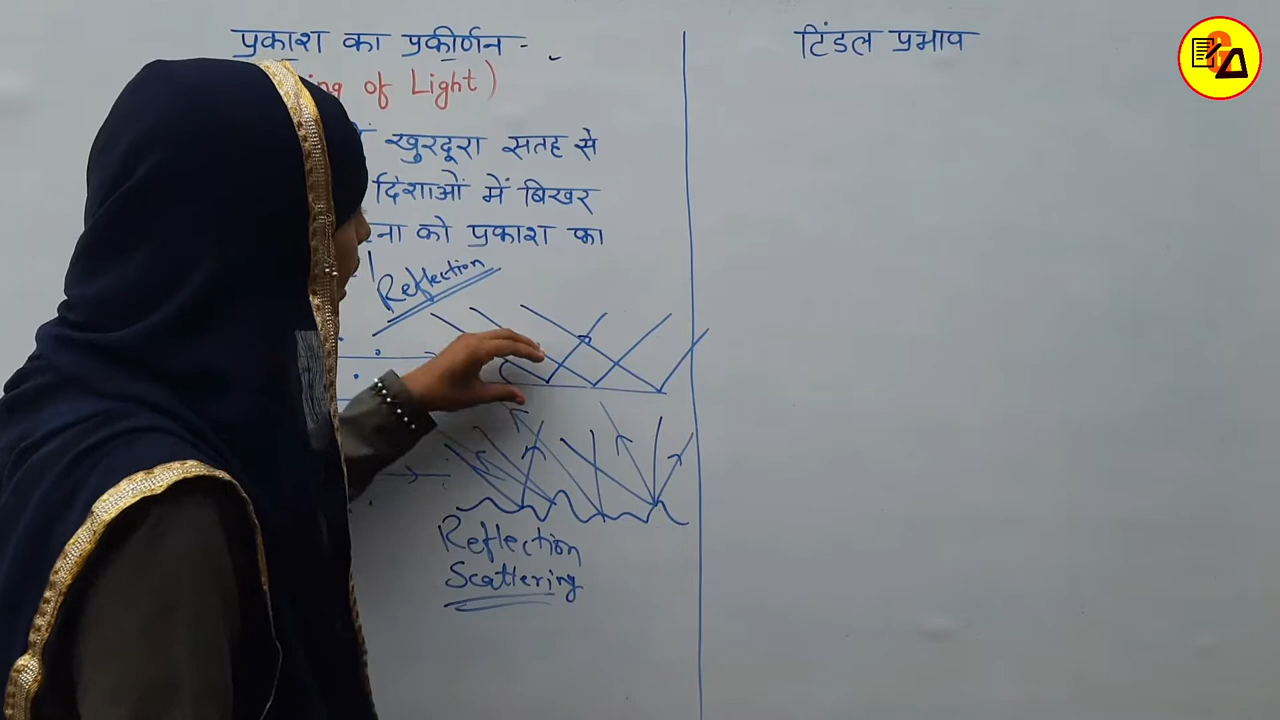 प्रकाश का प्रकीर्णन -
of Light)
खुरदूरा सतह से
दिशाओं में बिखर
को प्रकाश का
Reflection
Reflection
Scattering
टिंडल प्रभाव